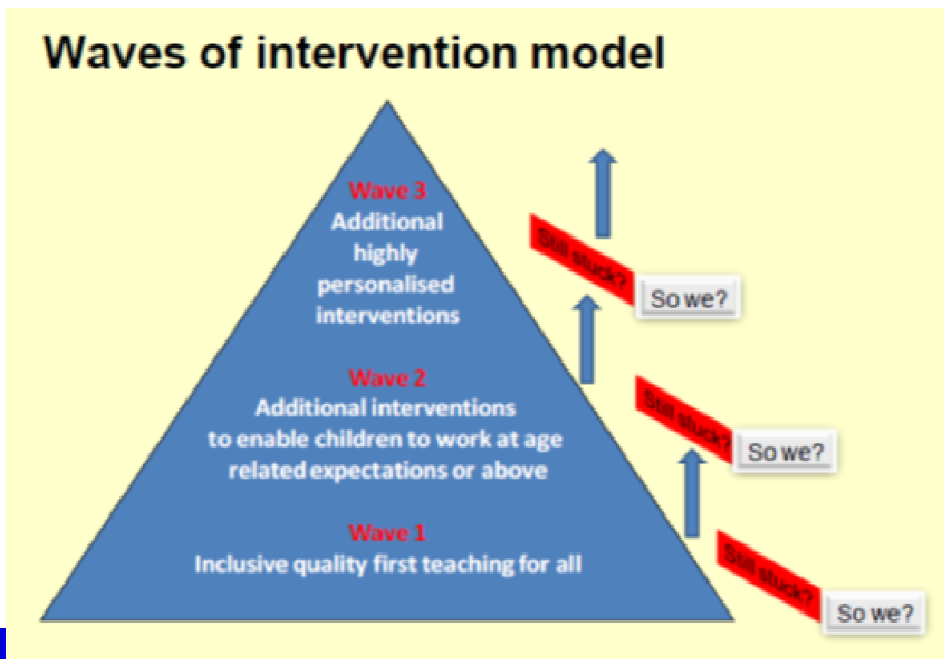 Waves of intervention model
Wave 3
Additional
highly
personalised
interventions
Still stuck?
So we?
Wave 2
Additional interventions
to enable children to work at age
related expectations or above
Still stuck?
So we?
Wave 1
Inclusive quality first teaching for all
Still stuck?
So we?